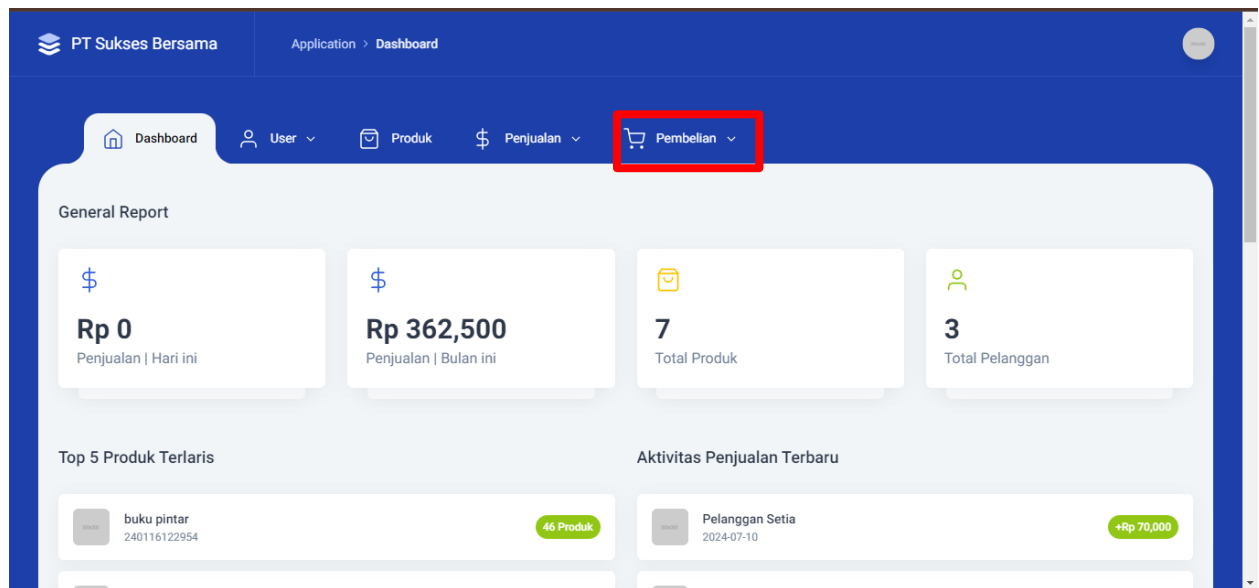 PT Sukses Bersama
Application > Dashboard
Dashboard
User
Produk
Penjualan
Pembelian
General Report
Rp 0
Penjualan | Hari ini
Rp 362,500
Penjualan | Bulan ini
7
Total Produk
3
Total Pelanggan
Top 5 Produk Terlaris
buku pintar
240116122954
46 Produk
Aktivitas Penjualan Terbaru
Pelanggan Setia
2024-07-10
+Rp 70,000